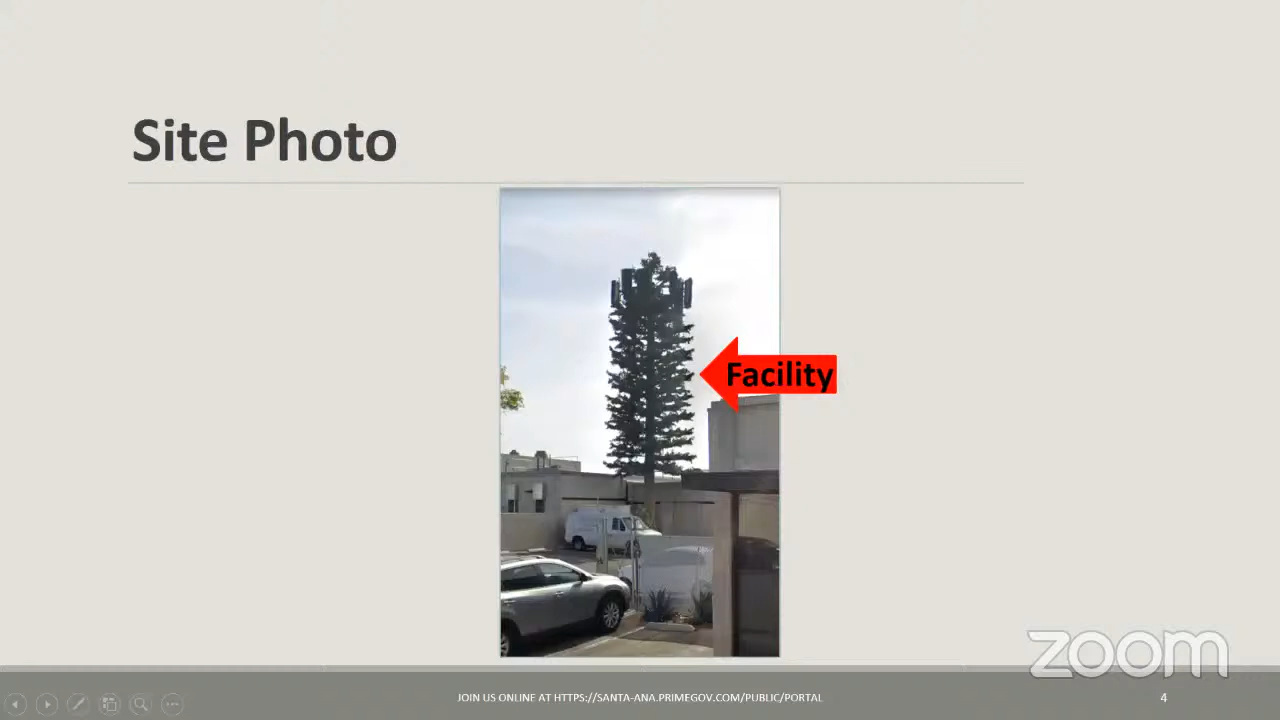 Site Photo
Facility
zoom
JOIN US ONLINE AT HTTPS://SANTA-ANA.PRIMEGOV.COM/PUBLIC/PORTAL
4